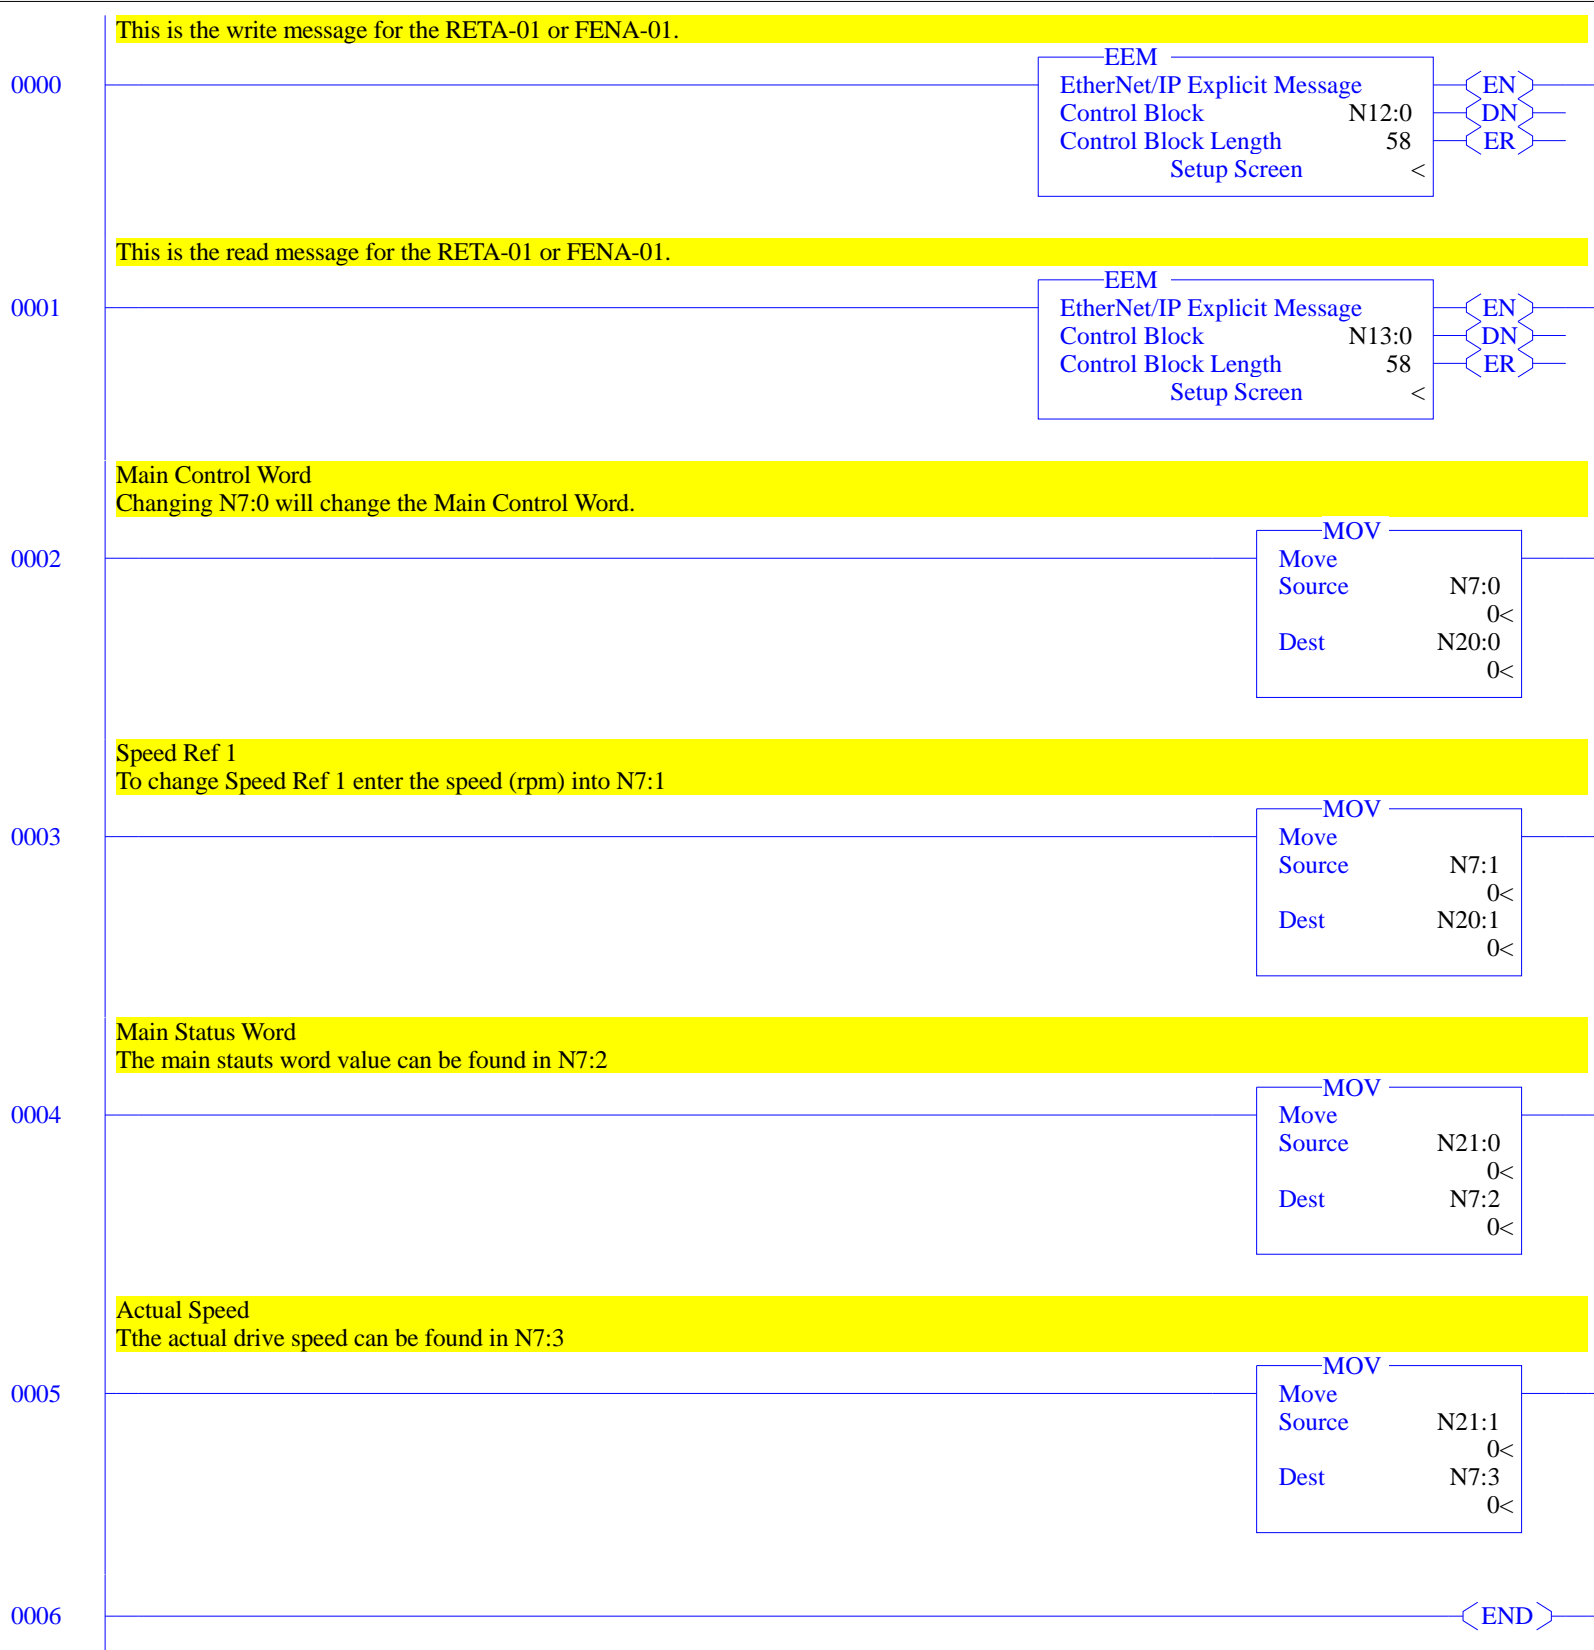 This is the write message for the RETA-01 or FENA-01.
EEM
0000
EtherNet/IP Explicit Message
EN
Control Block N12:0
DN
Control Block Length 58
ER
Setup Screen <
This is the read message for the RETA-01 or FENA-01.
EEM
0001
EtherNet/IP Explicit Message
EN
Control Block N13:0
DN
Control Block Length 58
ER
Setup Screen <
Main Control Word
Changing N7:0 will change the Main Control Word.
MOV
0002
Move
Source N7:0
0<
Dest N20:0
0<
Speed Ref 1
To change Speed Ref 1 enter the speed (rpm) into N7:1
MOV
0003
Move
Source N7:1
0<
Dest N20:1
0<
Main Status Word
The main stauts word value can be found in N7:2
MOV
0004
Move
Source N21:0
0<
Dest N7:2
0<
Actual Speed
Tthe actual drive speed can be found in N7:3
MOV
0005
Move
Source N21:1
0<
Dest N7:3
0<
0006
END